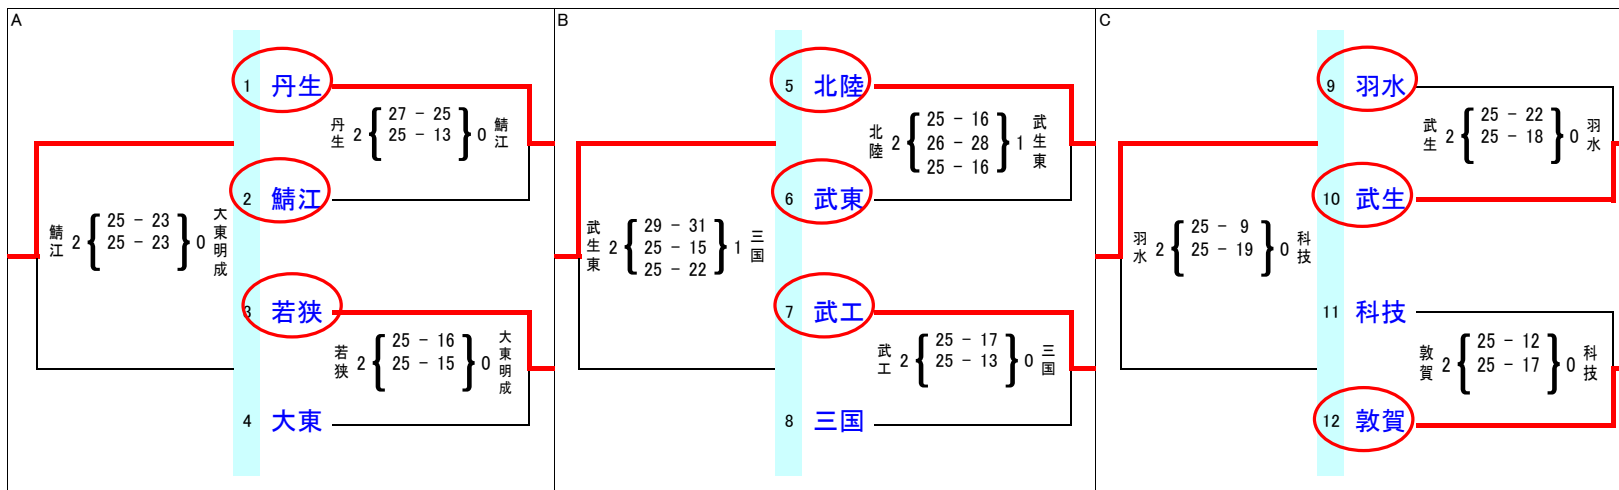 A
1 丹生
丹生 2 { 27 - 25 } 0 鯖江
25 - 13
2 鯖江
鯖江 2 { 25 - 23 } 0 大東明成
25 - 23
3 若狭
若狭 2 { 25 - 16 } 0 大東明成
25 - 15
4 大東
B
5 北陸
北陸 2 { 25 - 16 } 1 武生東
26 - 28
25 - 16
6 武東
武生東 2 { 29 - 31 } 1 三国
25 - 15
25 - 22
7 武工
武工 2 { 25 - 17 } 0 三国
25 - 13
8 三国
C
9 羽水
武生 2 { 25 - 22 } 0 羽水
25 - 18
10 武生
羽水 2 { 25 - 9 } 0 科技
25 - 19
11 科技
敦賀 2 { 25 - 12 } 0 科技
25 - 17
12 敦賀